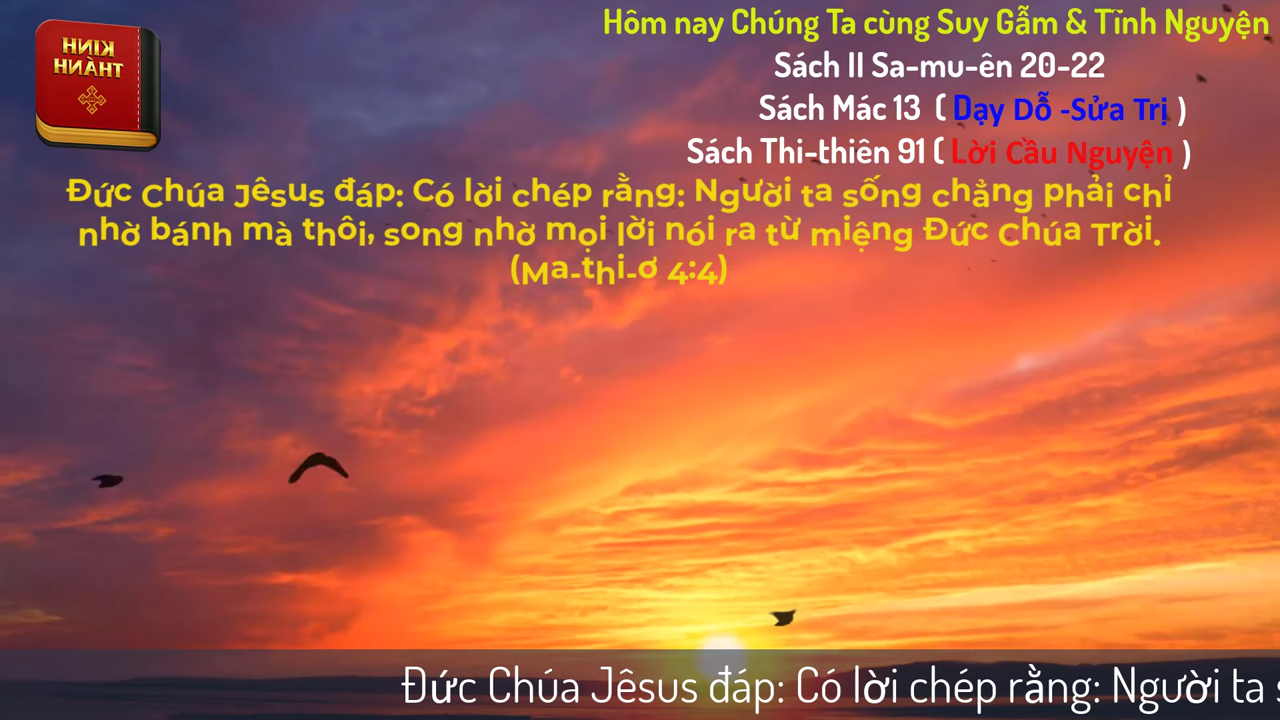 KINH
THÀNH
Hôm nay Chúng Ta cùng Suy Gẫm & Tĩnh Nguyện
Sách II Sa-mu-ên 20-22
Sách Mác 13 ( Dạy Dỗ -Sửa Trị )
Sách Thi-thiên 91 ( Lời Cầu Nguyện )
Đức Chúa Jêsus đáp: Có lời chép rằng: Người ta sống chẳng phải chỉ
nhờ bánh mà thôi, song nhờ mọi lời nói ra từ miệng Đức Chúa Trời.
(Ma-thi-ơ 4:4)
Đức Chúa Jêsus đáp: Có lời chép rằng: Người ta